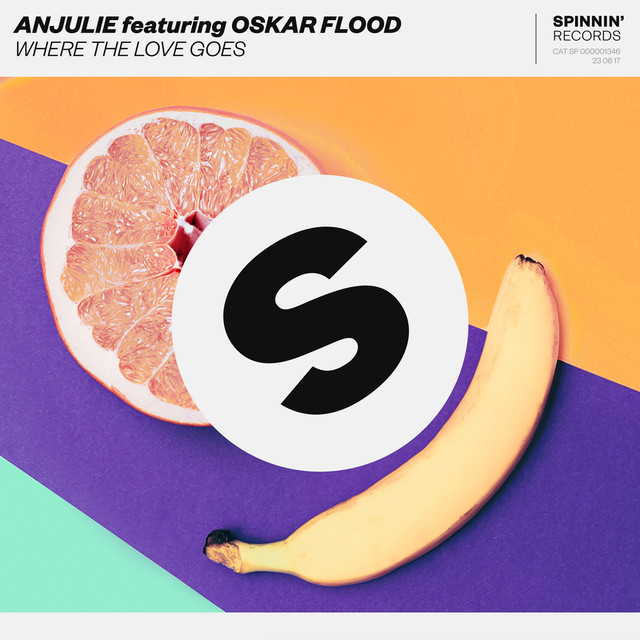 ANJULIE featuring OSKAR FLOOD
WHERE THE LOVE GOES
SPINNIN'
RECORDS
CAT SP 000001346
23 06 17
S